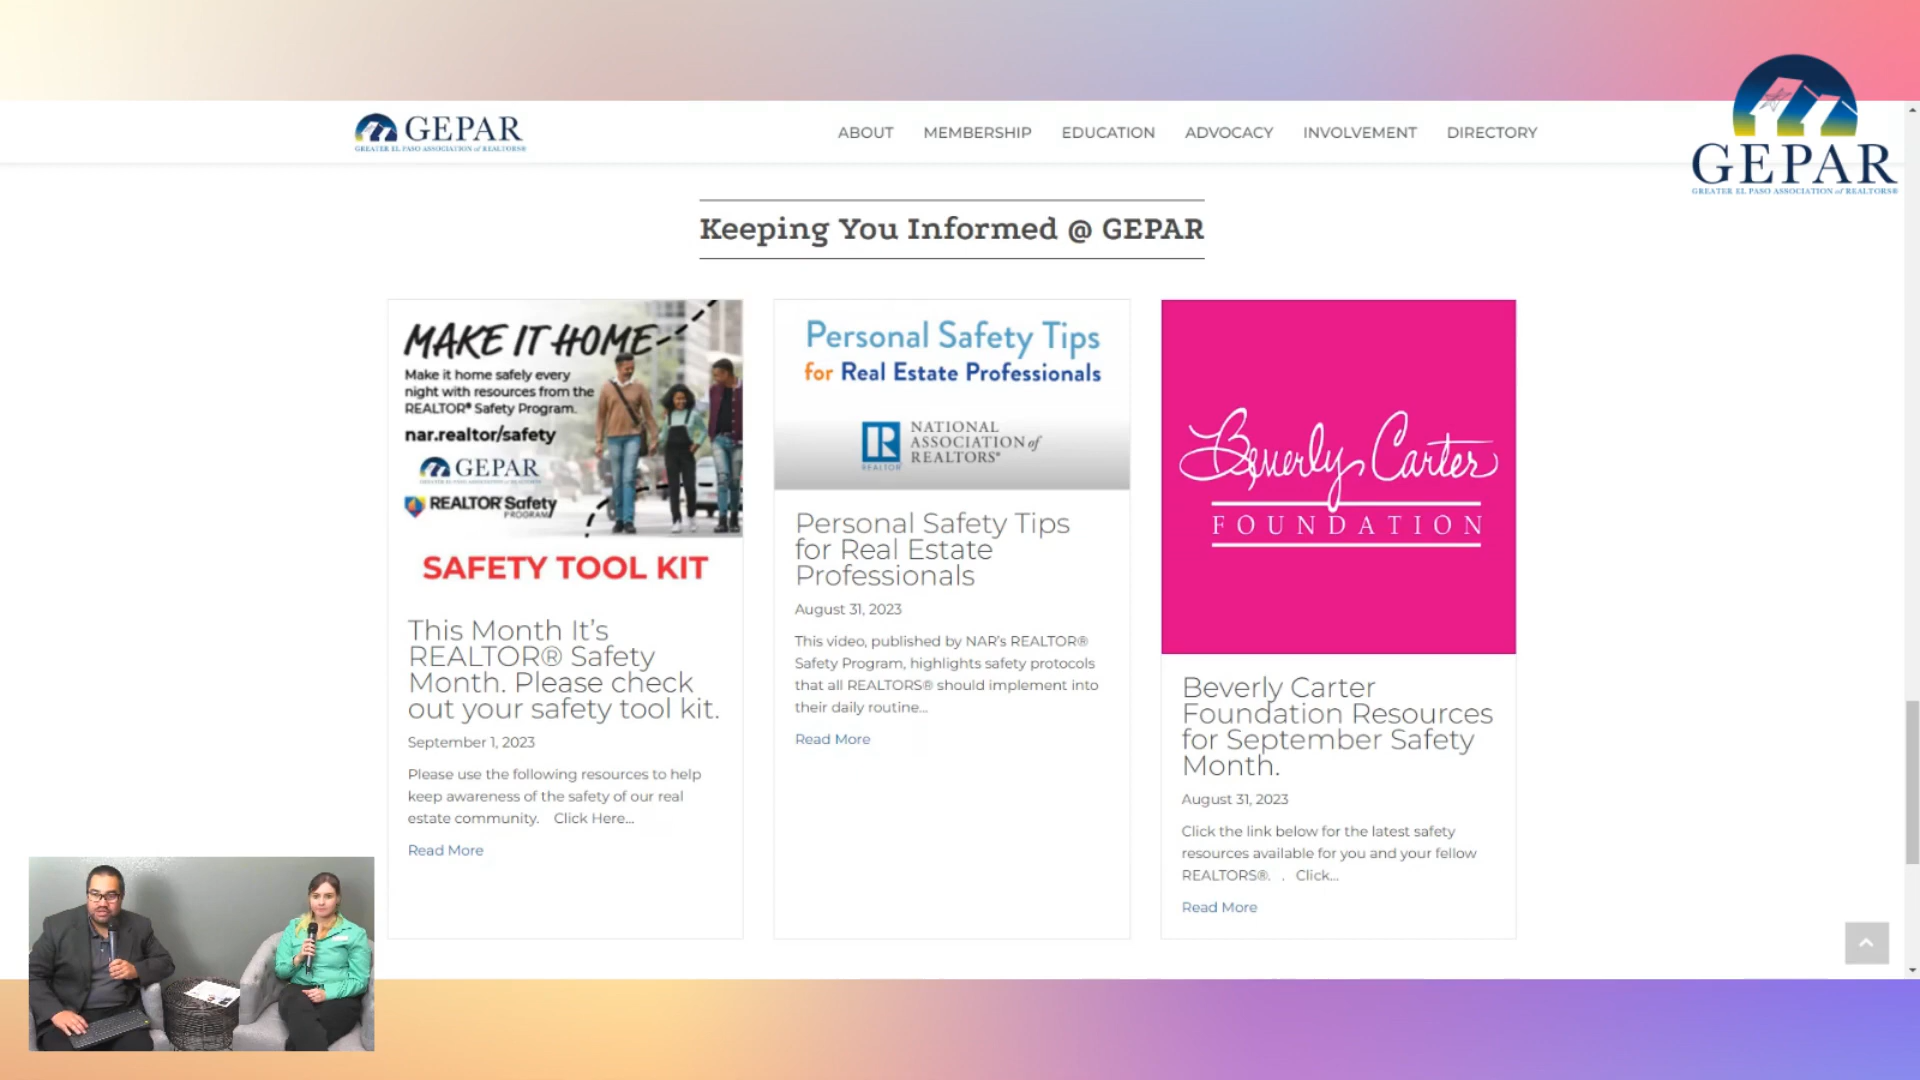 GEPAR
GREATER EL PASO ASSOCIATION of REALTORS®
ABOUT
MEMBERSHIP
EDUCATION
ADVOCACY
INVOLVEMENT
DIRECTORY
GEPAR
GREATER EL PASO ASSOCIATION of REALTORS®
Keeping You Informed @ GEPAR
MAKE IT HOME
Make it home safely every
night with resources from the
REALTOR® Safety Program.
nar.realtor/safety
GEPAR
REALTOR® Safety
PROGRAM
SAFETY TOOL KIT
This Month It’s
REALTOR® Safety
Month. Please check
out your safety tool kit.
September 1, 2023
Please use the following resources to help
keep awareness of the safety of our real
estate community. Click Here...
Read More
Personal Safety Tips
for Real Estate Professionals
REALTOR®
NATIONAL
ASSOCIATION of
REALTORS®
Personal Safety Tips
for Real Estate
Professionals
August 31, 2023
This video, published by NAR’s REALTOR®
Safety Program, highlights safety protocols
that all REALTORS® should implement into
their daily routine...
Read More
Beverly Carter
FOUNDATION
Beverly Carter
Foundation Resources
for September Safety
Month.
August 31, 2023
Click the link below for the latest safety
resources available for you and your fellow
REALTORS®. . Click...
Read More